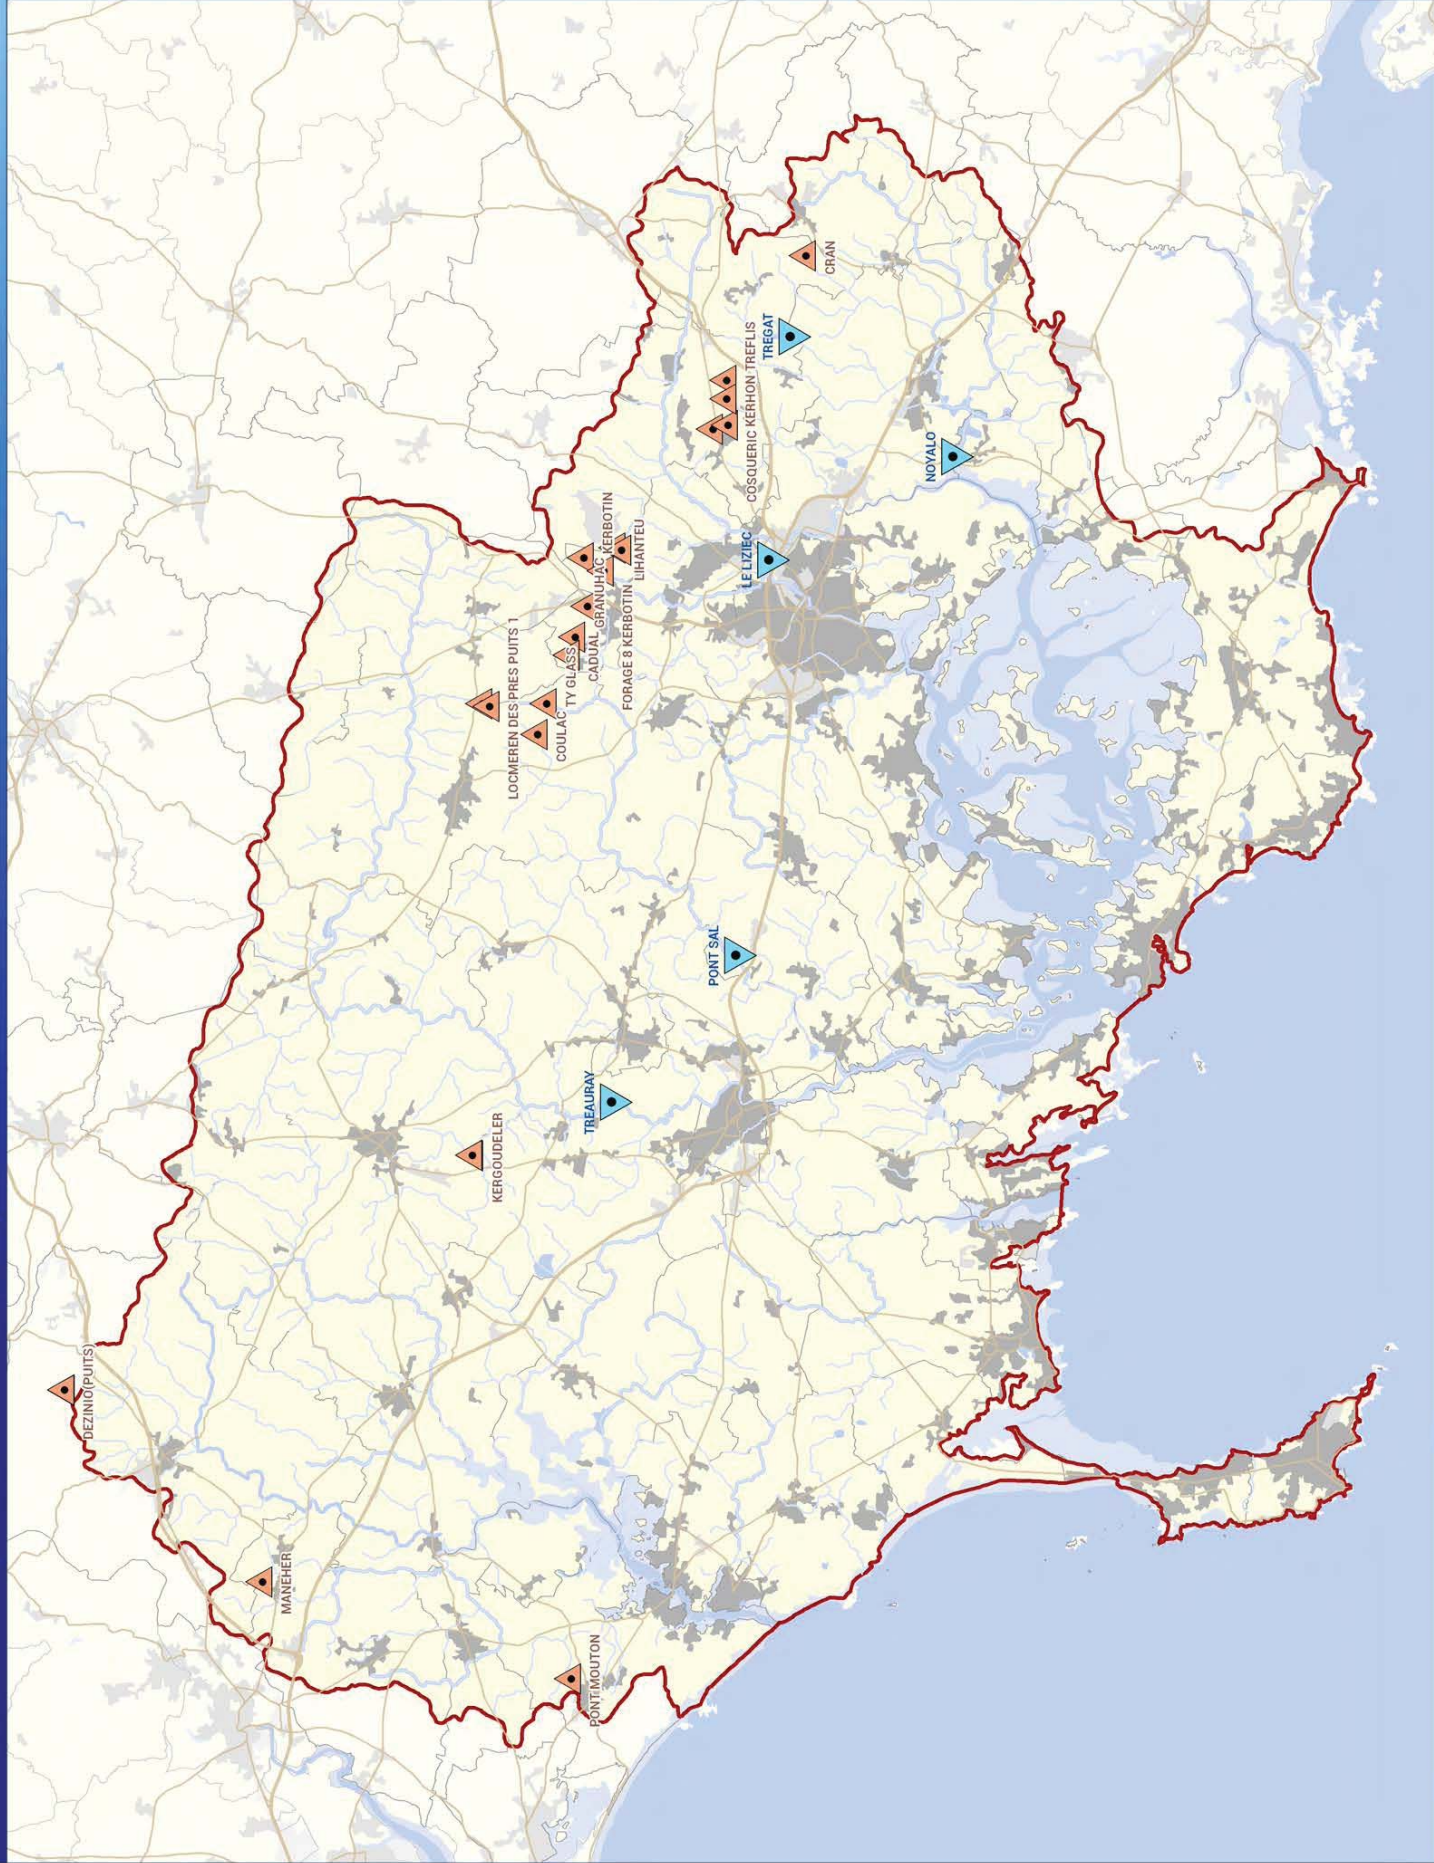 DEZINIO(PUITS)
MANEHER
KERGOUDELER
LOCMEREN DES PRES PUITS 1
COULAC
TY GLASS
TREAURAY
CADUAL
PONT MOUTON
GRANUHAC
KERBOTIN
FORAGE 8 KERBOTIN
LIHANTEU
PONT SAL
LE LIZIEC
COSQUERIC KERHON TREFLIS
TREGAT
CRAN
NOYALO